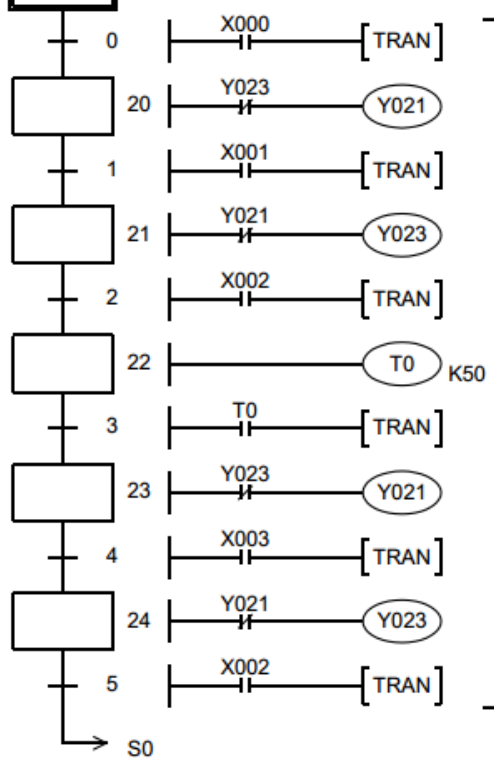 X000
0 TRAN
Y023
20 Y021
X001
1 TRAN
Y021
21 Y023
X002
2 TRAN
22 T0 K50
T0
3 TRAN
Y023
23 Y021
X003
4 TRAN
Y021
24 Y023
X002
5 TRAN
S0